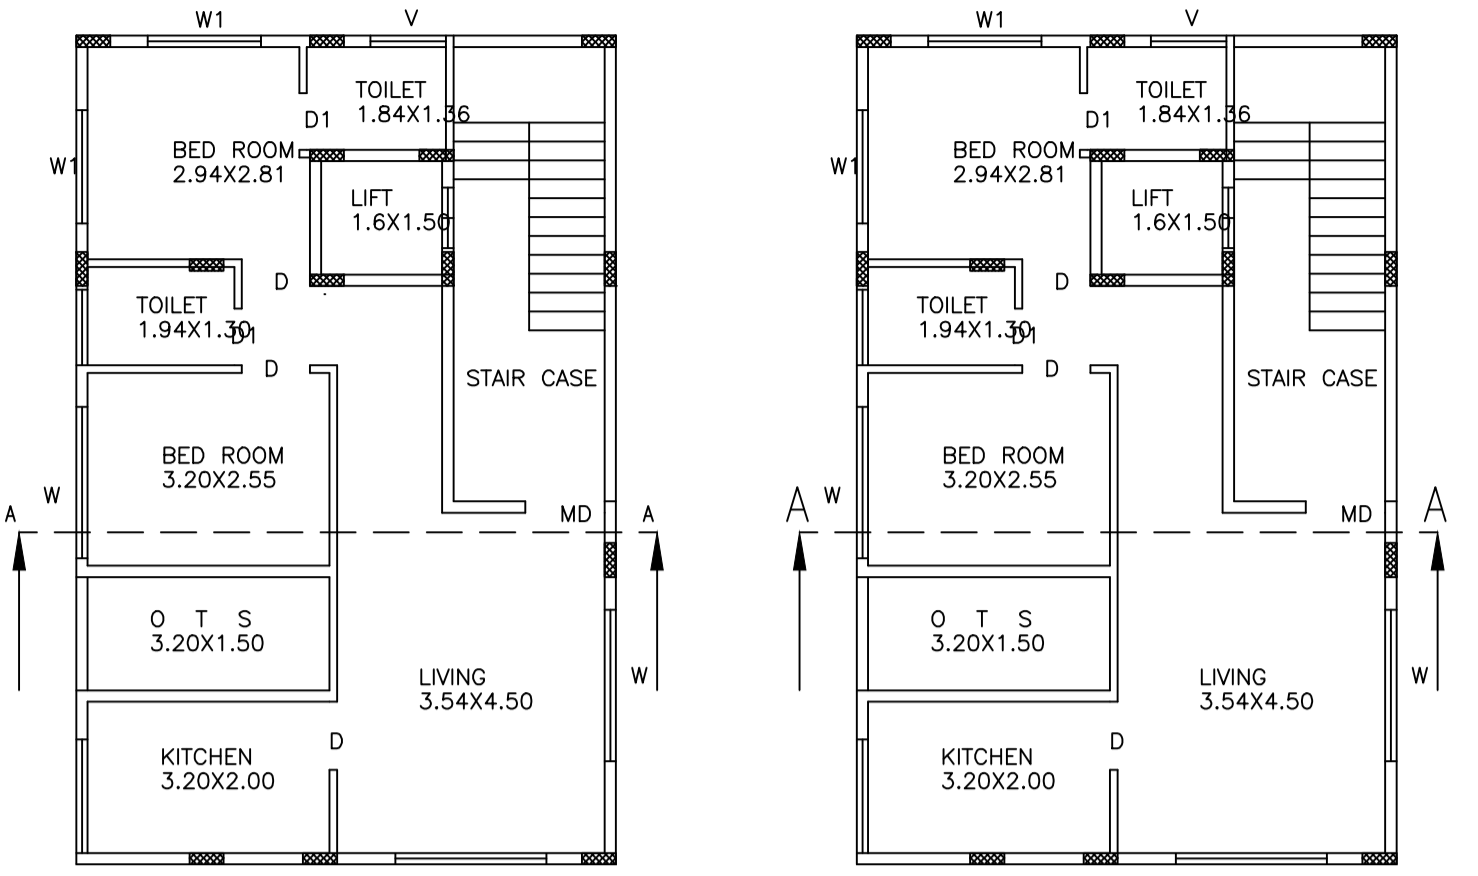 W1
V
TOILET
1.84X1.36
D1
BED ROOM
2.94X2.81
W1
LIFT
1.6X1.50
D
TOILET
1.94X1.30
D1
D
STAIR CASE
BED ROOM
3.20X2.55
W
A
MD
A
O T S
3.20X1.50
LIVING
3.54X4.50
W
D
KITCHEN
3.20X2.00
W1
V
TOILET
1.84X1.36
D1
BED ROOM
2.94X2.81
W1
LIFT
1.6X1.50
D
TOILET
1.94X1.30
D1
D
STAIR CASE
BED ROOM
3.20X2.55
W
A
MD
A
O T S
3.20X1.50
LIVING
3.54X4.50
W
D
KITCHEN
3.20X2.00